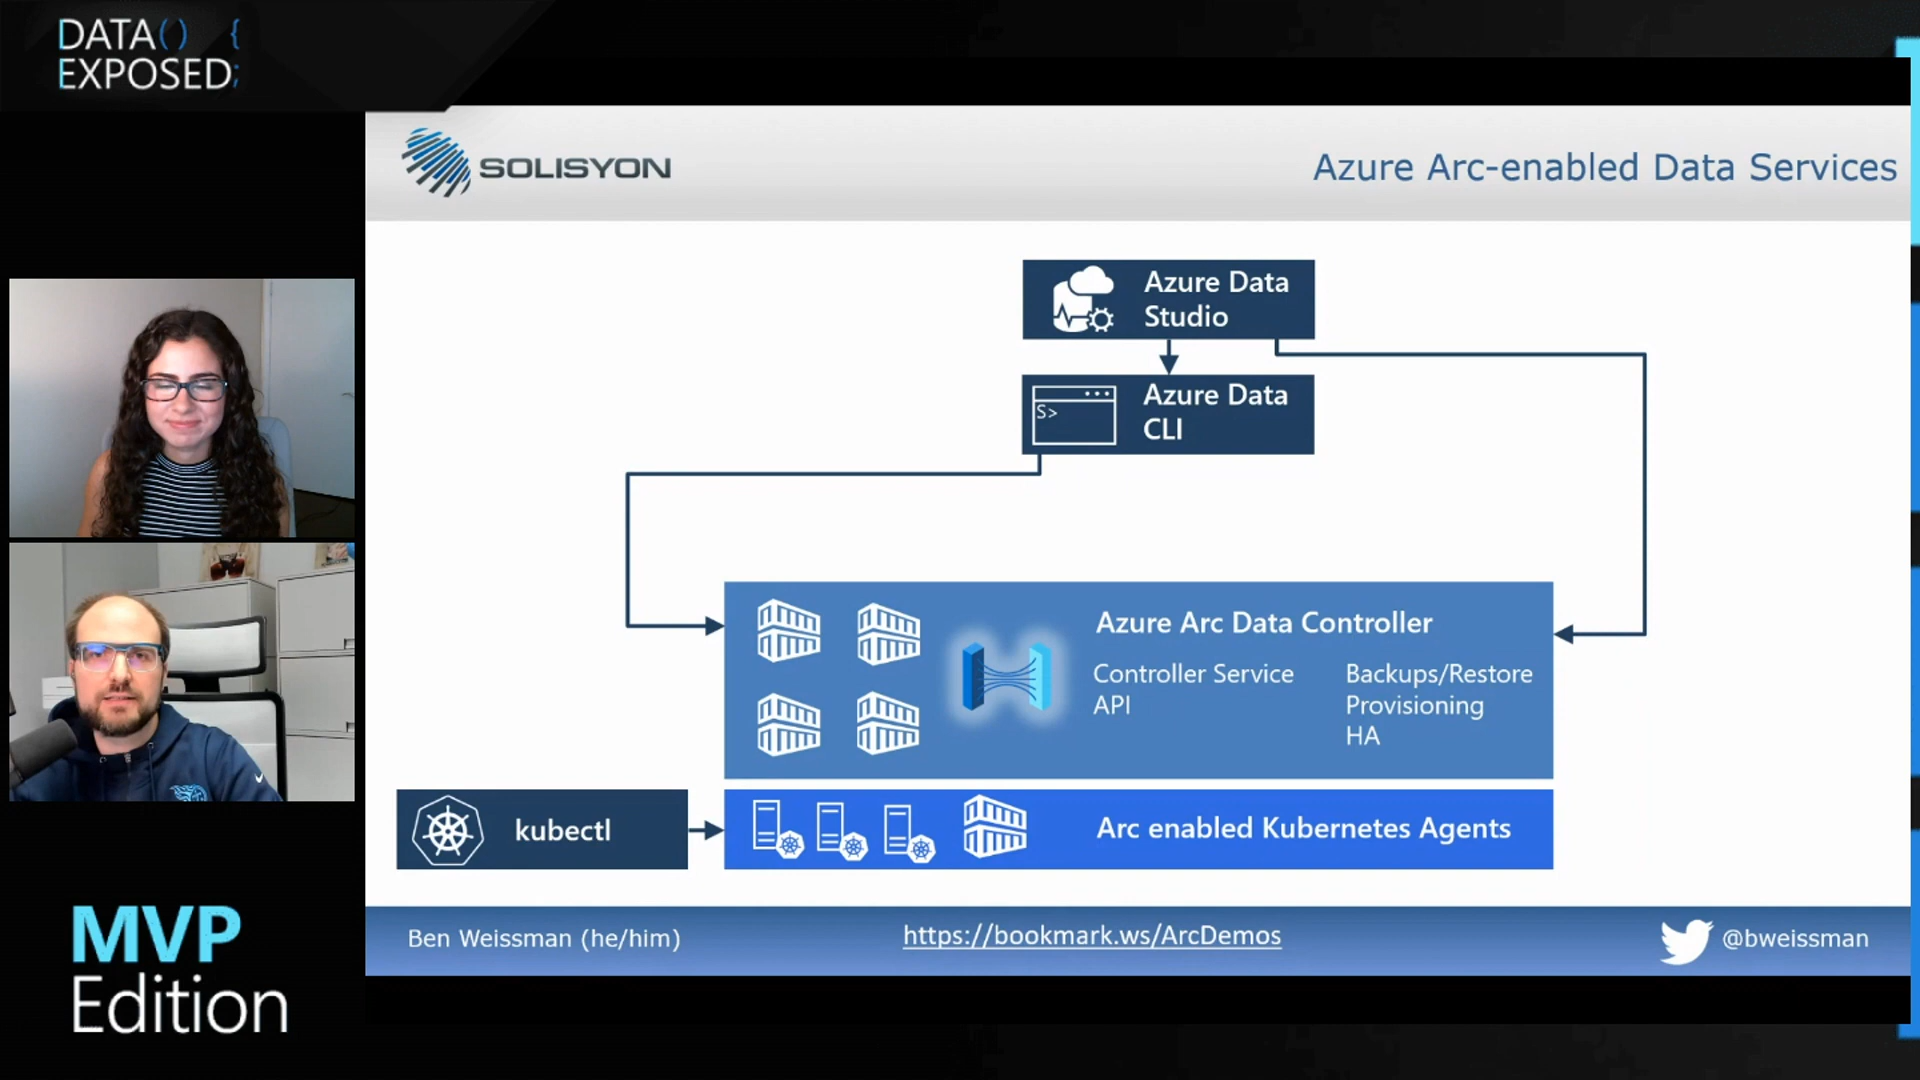 DATA() {
EXPOSED;
SOLISYON
Azure Arc-enabled Data Services
Azure Data
Studio
S>
Azure Data
CLI
Azure Arc Data Controller
Controller Service
API
Backups/Restore
Provisioning
HA
kubectl
Arc enabled Kubernetes Agents
MVP
Edition
Ben Weissman (he/him)
https://bookmark.ws/ArcDemos
@bweissman